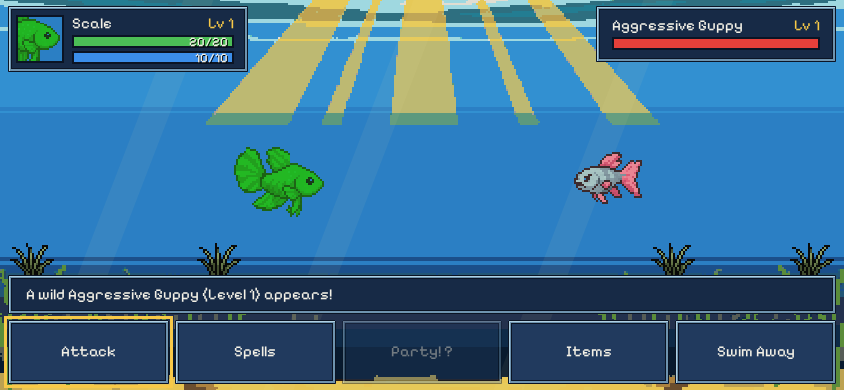 Scale Lv 1
20/20
10/10
Aggressive Guppy Lv 1
A wild Aggressive Guppy (Level 1) appears!
Attack
Spells
Party!?
Items
Swim Away